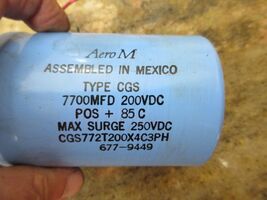 Aero M
ASSEMBLED IN MEXICO
TYPE CGS
7700MFD 200VDC
POS + 85 C
MAX SURGE 250VDC
CGS772T200X4C3PH
677-9449